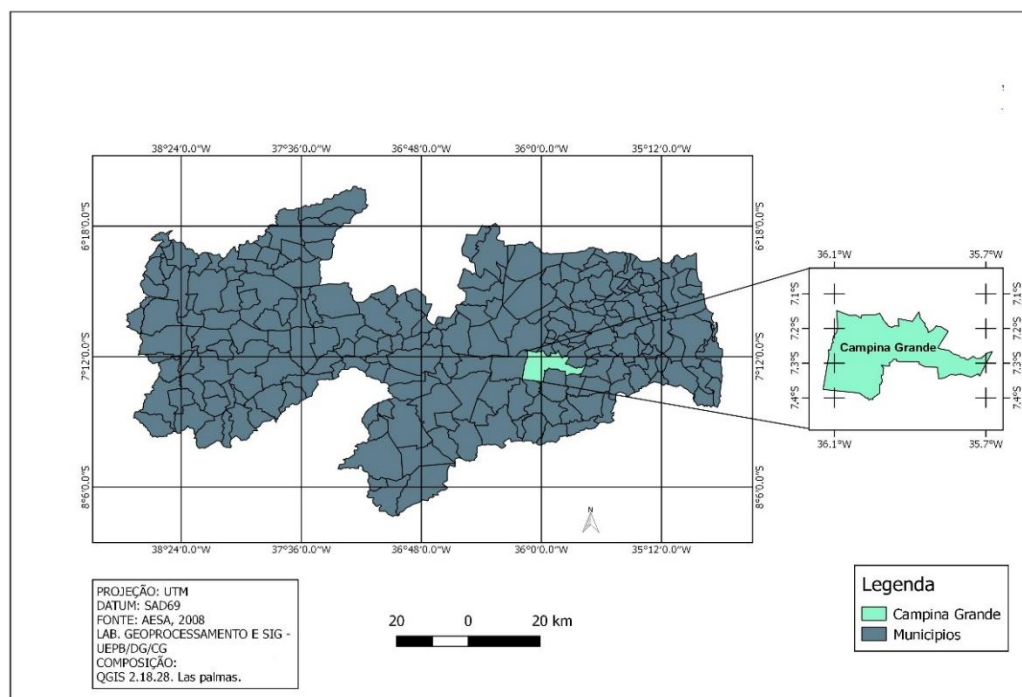 38°24'0.0"W 37°36'0.0"W 36°48'0.0"W 36°0'0.0"W 35°12'0.0"W
6°18'0.0"S
6°18'0.0"S
7°12'0.0"S
7°12'0.0"S
8°6'0.0"S
8°6'0.0"S
38°24'0.0"W 37°36'0.0"W 36°48'0.0"W 36°0'0.0"W 35°12'0.0"W
36.1°W 35.7°W
7.1°S 7.1°S
7.2°S 7.2°S
Campina Grande
7.3°S 7.3°S
7.4°S 7.4°S
36.1°W 35.7°W
N
PROJEÇÃO: UTM
DATUM: SAD69
FONTE: AESA, 2008
LAB. GEOPROCESSAMENTO E SIG -
UEPB/DG/CG
COMPOSIÇÃO:
QGIS 2.18.28. Las palmas.
20 0 20 km
Legenda
Campina Grande
Municipios